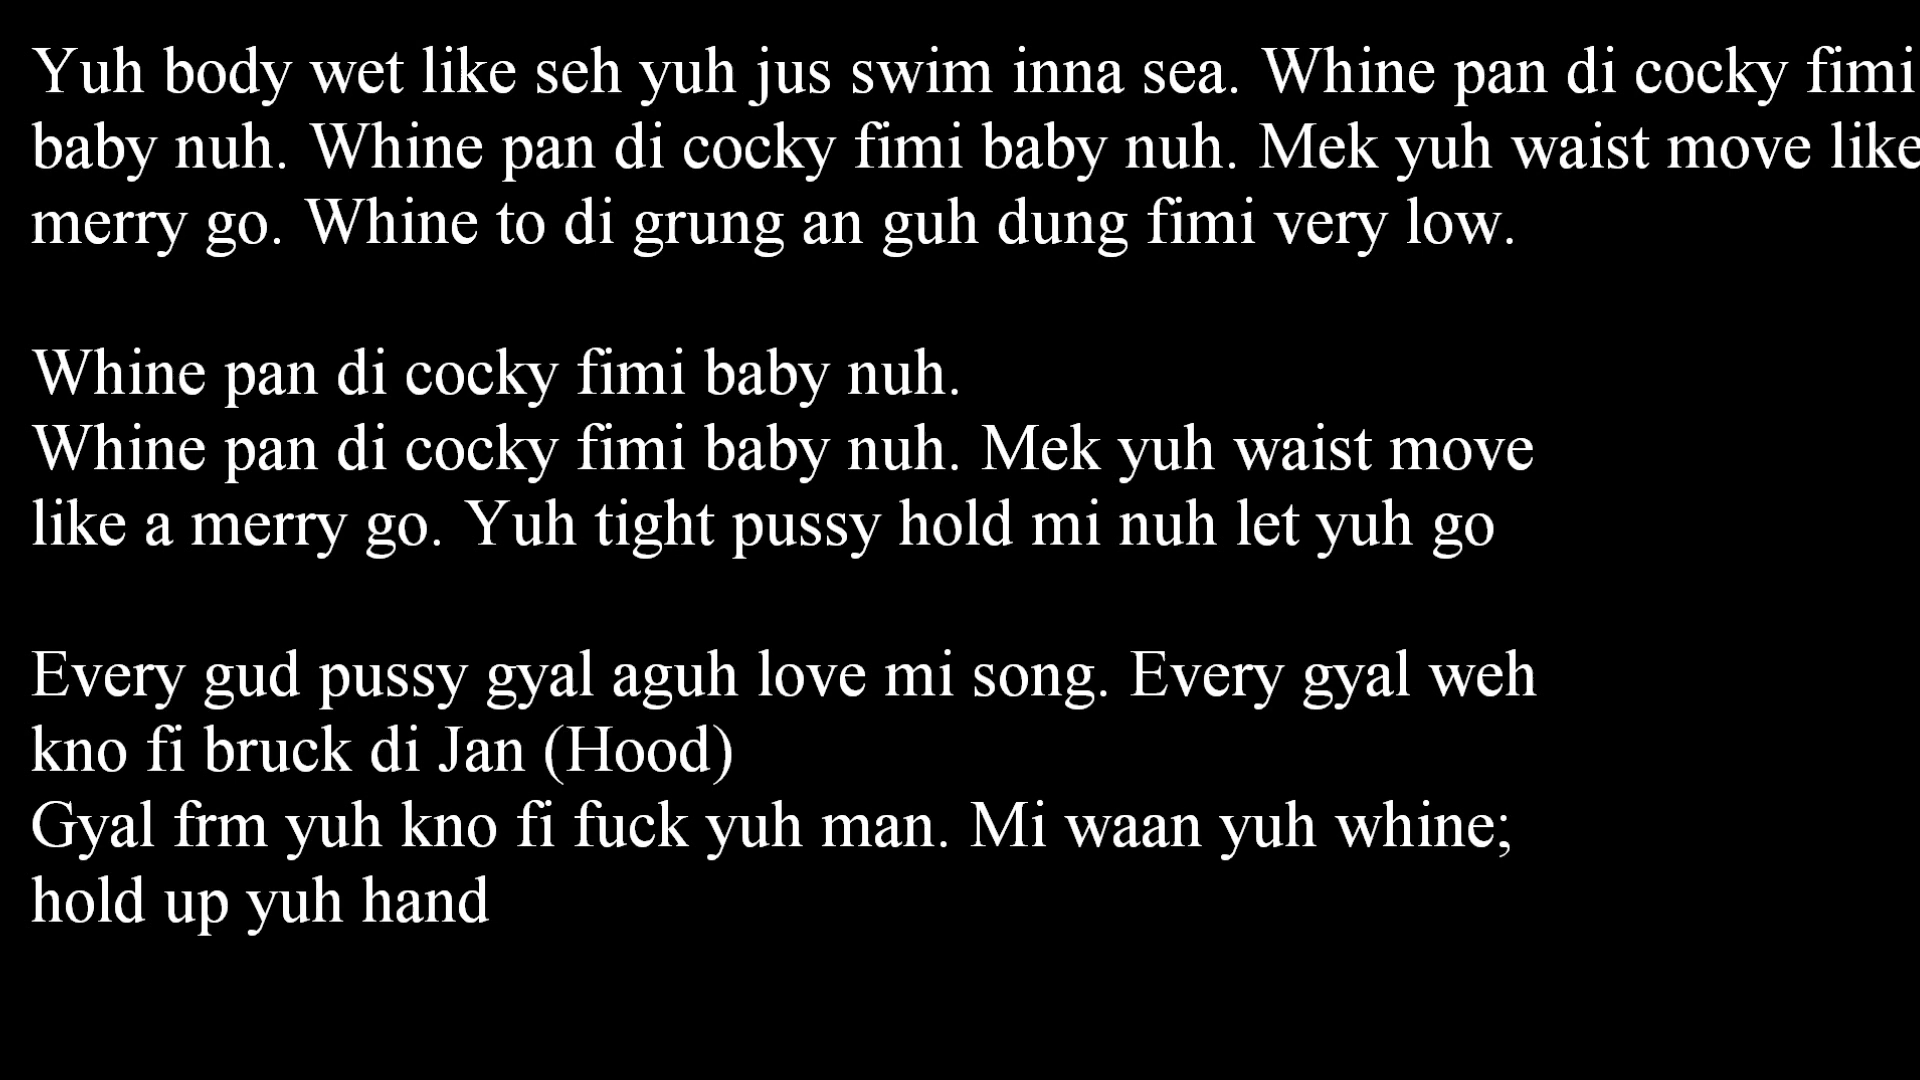 Yuh body wet like seh yuh jus swim inna sea. Whine pan di cocky fimi
baby nuh. Whine pan di cocky fimi baby nuh. Mek yuh waist move like
merry go. Whine to di grung an guh dung fimi very low.
Whine pan di cocky fimi baby nuh.
Whine pan di cocky fimi baby nuh. Mek yuh waist move
like a merry go. Yuh tight pussy hold mi nuh let yuh go
Every gud pussy gyal aguh love mi song. Every gyal weh
kno fi bruck di Jan (Hood)
Gyal frm yuh kno fi fuck yuh man. Mi waan yuh whine;
hold up yuh hand